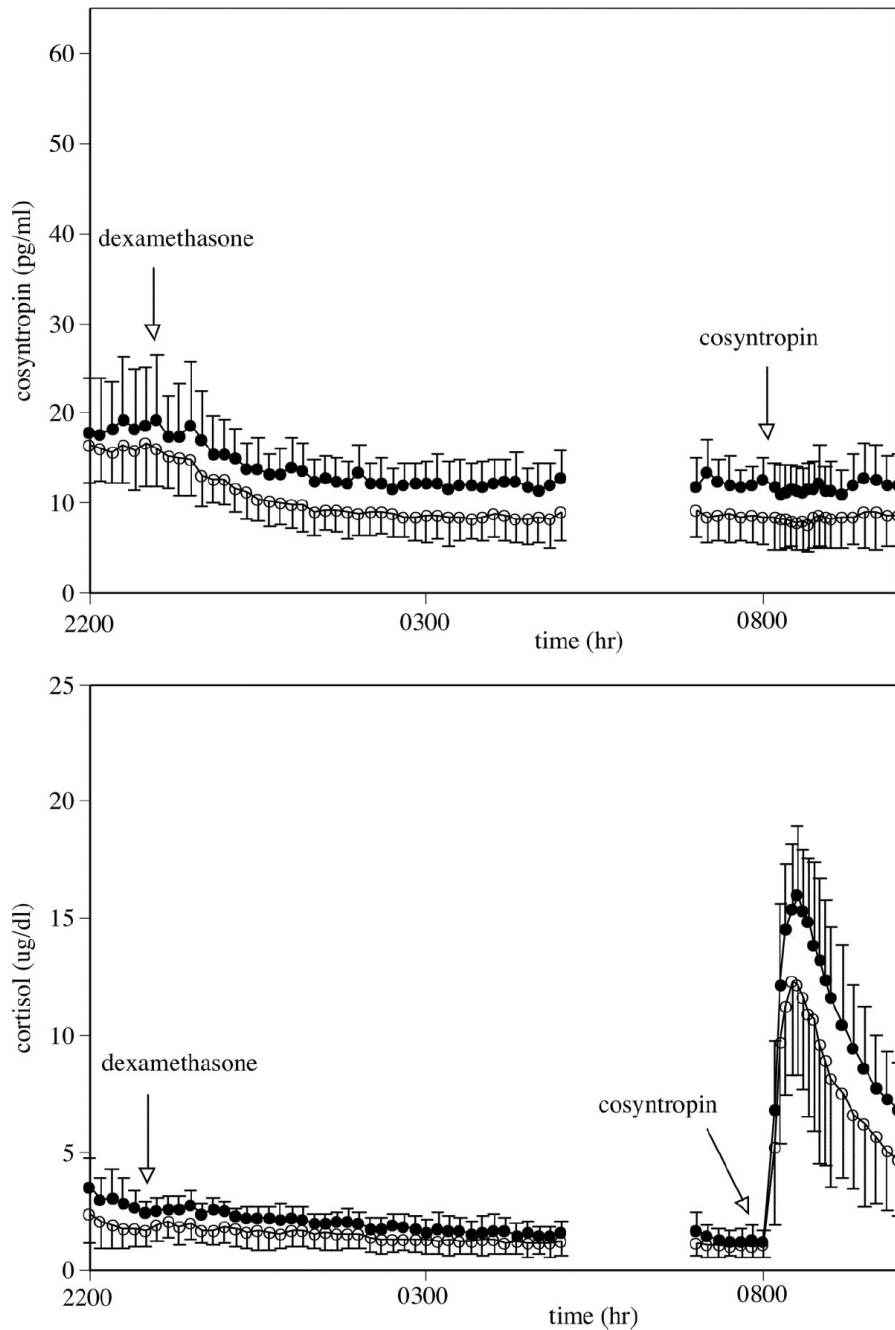 60
50
40
dexamethasone
30
cosyntropin
20
10
0
cosyntropin (pg/ml)
2200
0300
0800
time (hr)
25
20
15
10
dexamethasone
cosyntropin
5
0
cortisol (ug/dl)
2200
0300
0800
time (hr)